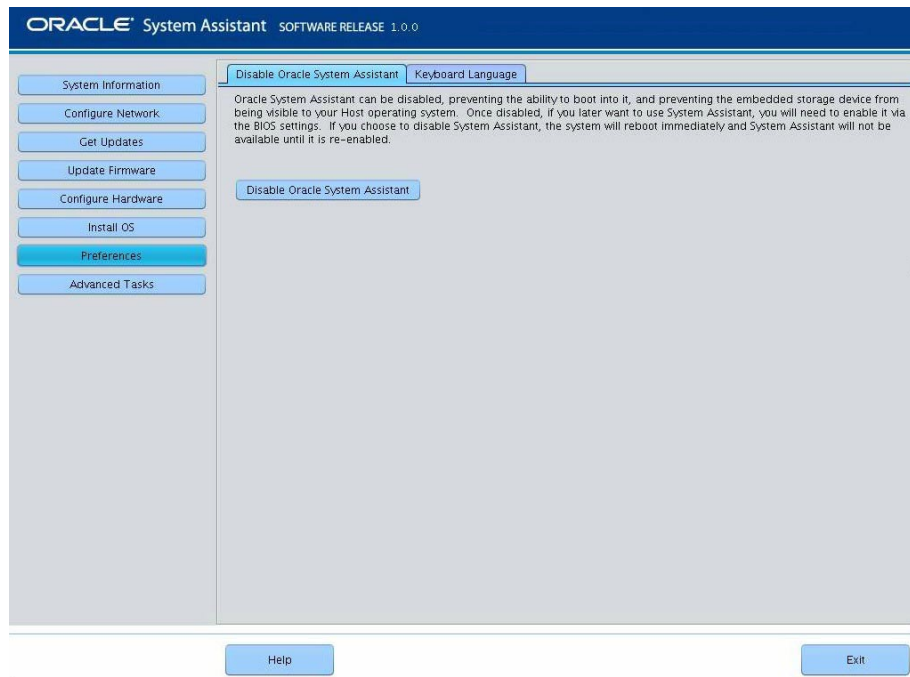 ORACLE System Assistant SOFTWARE RELEASE 1.0.0
System Information
Configure Network
Get Updates
Update Firmware
Configure Hardware
Install OS
Preferences
Advanced Tasks
Disable Oracle System Assistant Keyboard Language
Oracle System Assistant can be disabled, preventing the ability to boot into it, and preventing the embedded storage device from
being visible to your Host operating system. Once disabled, if you later want to use System Assistant, you will need to enable it via
the BIOS settings. If you choose to disable System Assistant, the system will reboot immediately and System Assistant will not be
available until it is re-enabled.
Disable Oracle System Assistant
Help
Exit